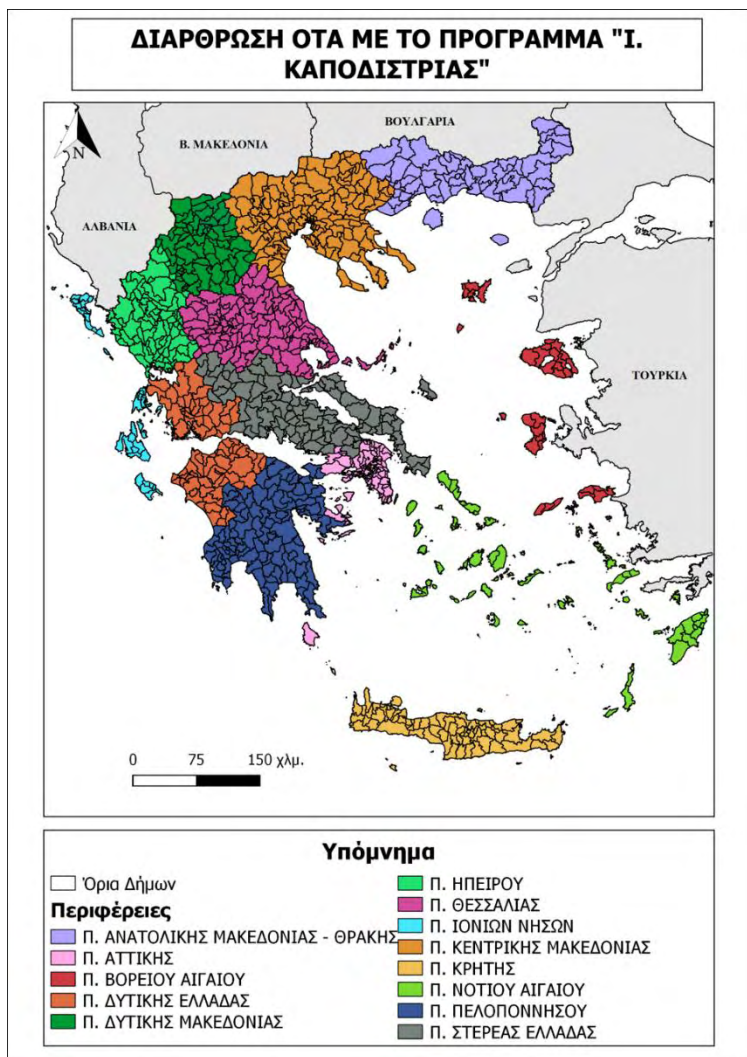 ΔΙΑΡΘΡΩΣΗ ΟΤΑ ΜΕ ΤΟ ΠΡΟΓΡΑΜΜΑ "Ι.
ΚΑΠΟΔΙΣΤΡΙΑΣ"
ΒΟΥΛΓΑΡΙΑ
Β. ΜΑΚΕΔΟΝΙΑ
N
ΑΛΒΑΝΙΑ
ΤΟΥΡΚΙΑ
0 75 150 χλμ.
Υπόμνημα
Όρια Δήμων
Περιφέρειες
Π. ΑΝΑΤΟΛΙΚΗΣ ΜΑΚΕΔΟΝΙΑΣ - ΘΡΑΚΗΣ
Π. ΑΤΤΙΚΗΣ
Π. ΒΟΡΕΙΟΥ ΑΙΓΑΙΟΥ
Π. ΔΥΤΙΚΗΣ ΕΛΛΑΔΑΣ
Π. ΔΥΤΙΚΗΣ ΜΑΚΕΔΟΝΙΑΣ
Π. ΗΠΕΙΡΟΥ
Π. ΘΕΣΣΑΛΙΑΣ
Π. ΙΟΝΙΩΝ ΝΗΣΩΝ
Π. ΚΕΝΤΡΙΚΗΣ ΜΑΚΕΔΟΝΙΑΣ
Π. ΚΡΗΤΗΣ
Π. ΝΟΤΙΟΥ ΑΙΓΑΙΟΥ
Π. ΠΕΛΟΠΟΝΝΗΣΟΥ
Π. ΣΤΕΡΕΑΣ ΕΛΛΑΔΑΣ